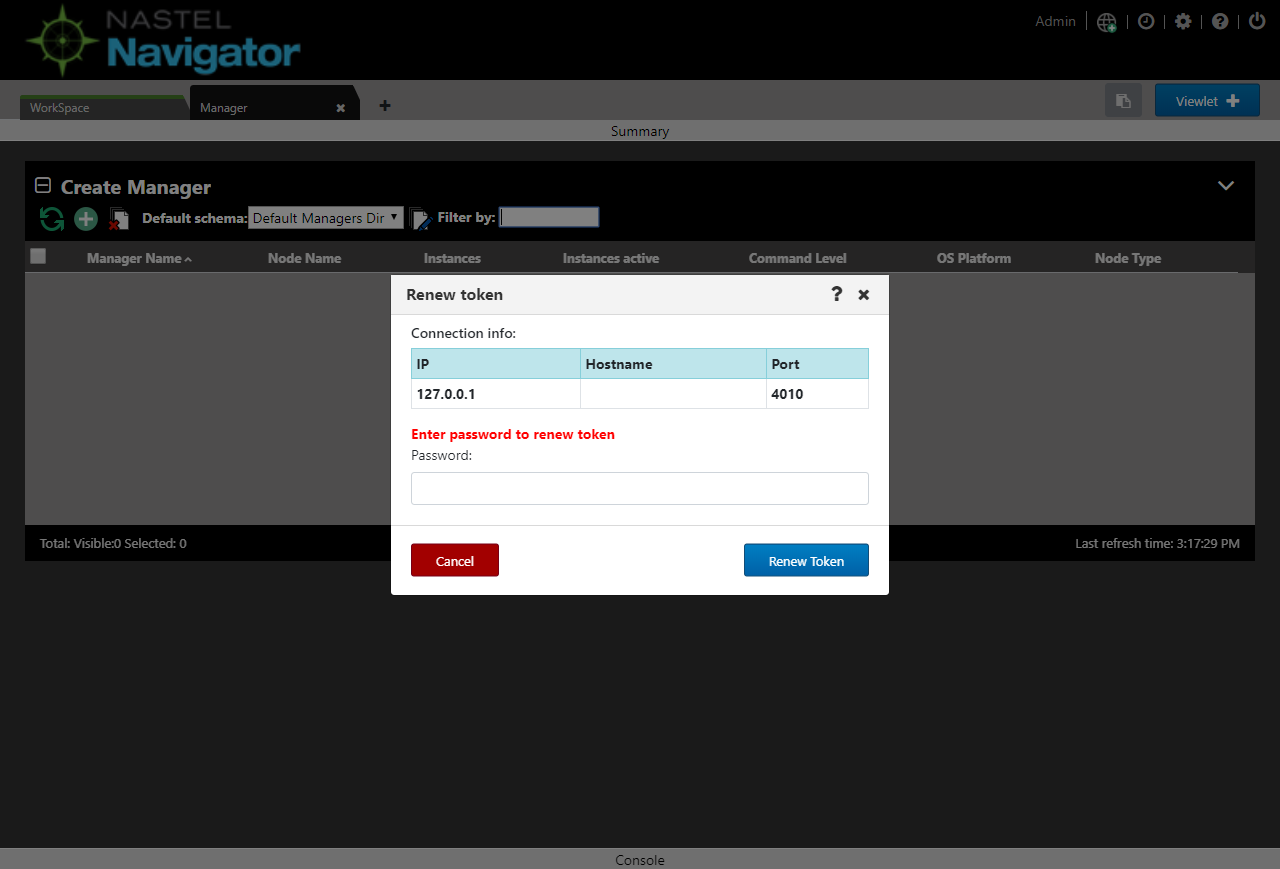 NASTEL
Navigator
Admin
WorkSpace
Manager
Viewlet
Summary
Create Manager
Default schema: Default Managers Dir Filter by:
Manager Name Node Name Instances Instances active Command Level OS Platform Node Type
Renew token
Connection info:
IP Hostname Port
127.0.0.1 4010
Enter password to renew token
Password:
Cancel Renew Token
Total: Visible:0 Selected: 0
Last refresh time: 3:17:29 PM
Console